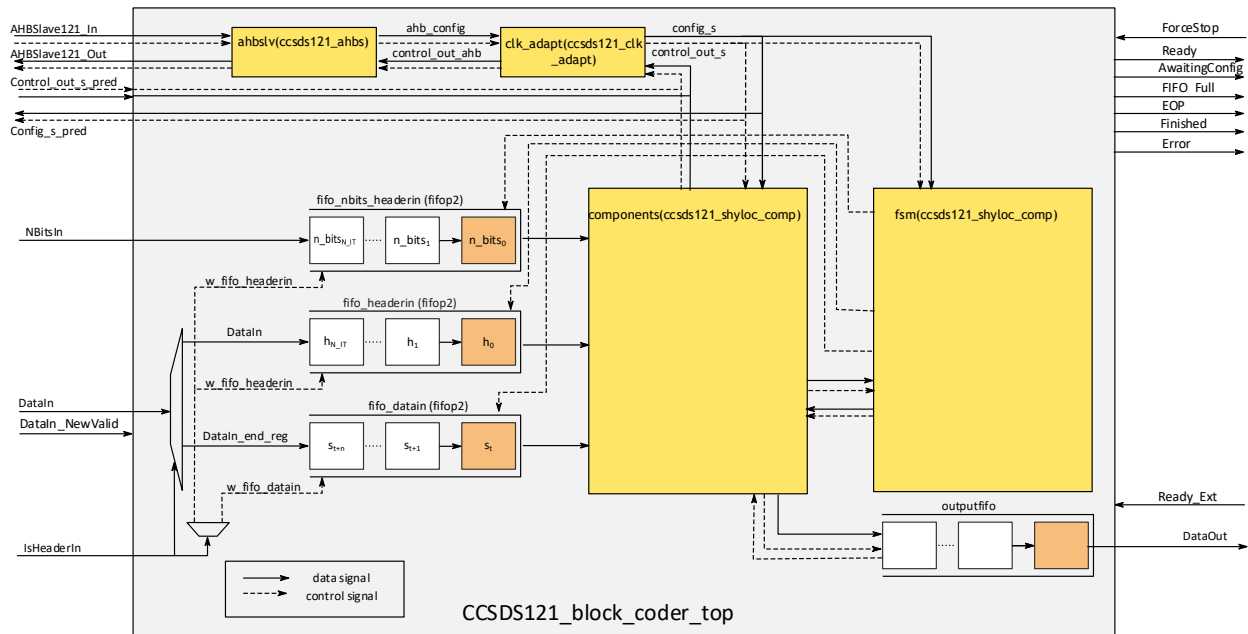 AHBSlave121_In
AHBSlave121_Out
Control_out_s_pred
Config_s_pred
ahbslv(ccsds121_ahbs)
ahb_config
control_out_ahb
clk_adapt(ccsds121_clk
_adapt)
config_s
control_out_s
ForceStop
Ready
AwaitingConfig
FIFO_Full
EOP
Finished
Error
fifo_nbits_headerin (fifop2)
NBitsIn
n_bitsN_IT
.....
n_bits1
n_bits0
components(ccsds121_shyloc_comp)
fsm(ccsds121_shyloc_comp)
w_fifo_headerin
fifo_headerin (fifop2)
DataIn
hN_IT
.....
h1
h0
w_fifo_headerin
DataIn
DataIn_NewValid
fifo_datain (fifop2)
DataIn_end_reg
st+n
.....
st+1
st
w_fifo_datain
IsHeaderIn
Ready_Ext
outputfifo
.....
DataOut
data signal
control signal
CCSDS121_block_coder_top